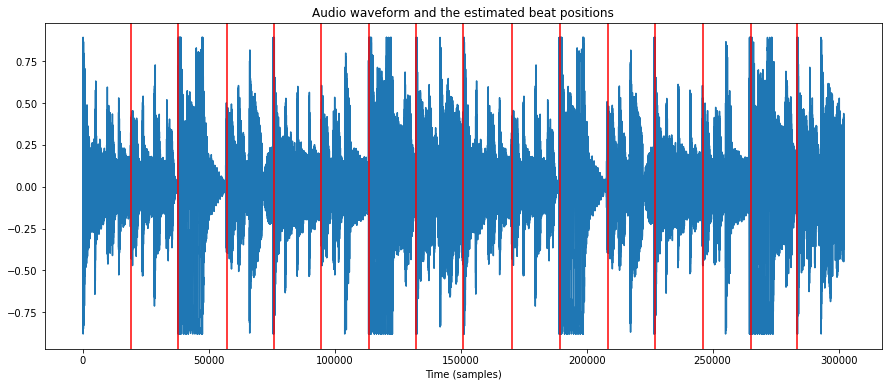 Audio waveform and the estimated beat positions
0.75
0.50
0.25
0.00
−0.25
−0.50
−0.75
0 50000 100000 150000 200000 250000 300000
Time (samples)